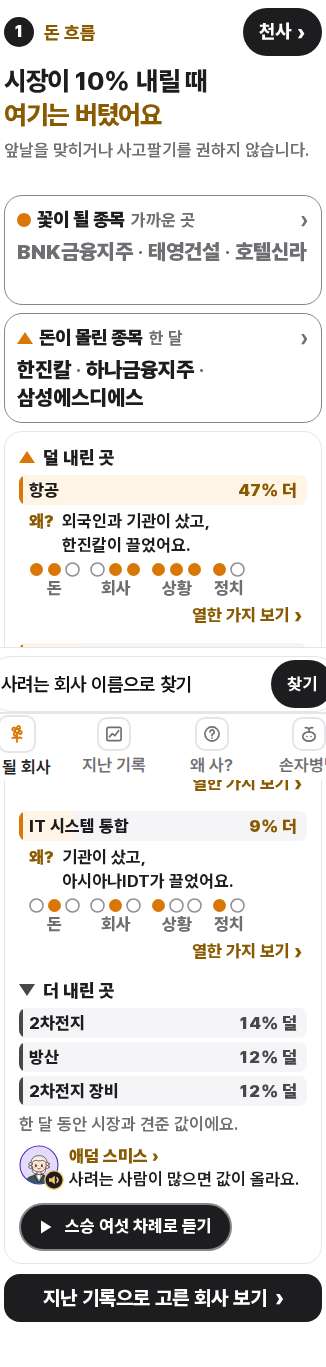 1 돈 흐름
천사 ›
시장이 10% 내릴 때
여기는 버텼어요
앞날을 맞히거나 사고팔기를 권하지 않습니다.
꽃이 될 종목 가까운 곳 ›
BNK금융지주 · 태영건설 · 호텔신라
돈이 몰린 종목 한 달 ›
한진칼 · 하나금융지주 ·
삼성에스디에스
덜 내린 곳
항공 47% 더
왜? 외국인과 기관이 샀고,
한진칼이 끌었어요.
돈 회사 상황 정치
열한 가지 보기 ›
사려는 회사 이름으로 찾기 찾기
될 회사 지난 기록 왜 사? 손자병
열한 가지 보기 ›
IT 시스템 통합 9% 더
왜? 기관이 샀고,
아시아나IDT가 끌었어요.
돈 회사 상황 정치
열한 가지 보기 ›
더 내린 곳
2차전지 14% 덜
방산 12% 덜
2차전지 장비 12% 덜
한 달 동안 시장과 견준 값이에요.
애덤 스미스 ›
사려는 사람이 많으면 값이 올라요.
스승 여섯 차례로 듣기
지난 기록으로 고른 회사 보기 ›